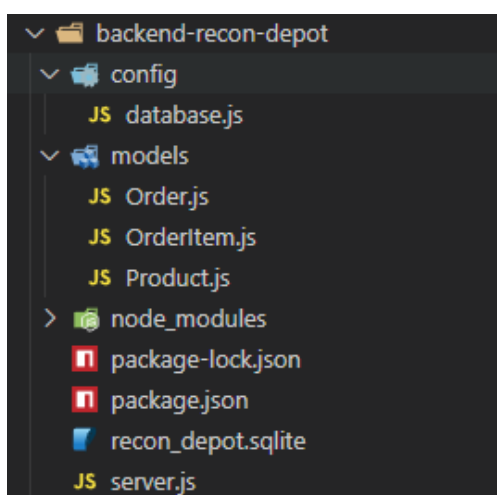 backend-recon-depot
config
JS database.js
models
JS Order.js
JS OrderItem.js
JS Product.js
node_modules
package-lock.json
package.json
recon_depot.sqlite
JS server.js